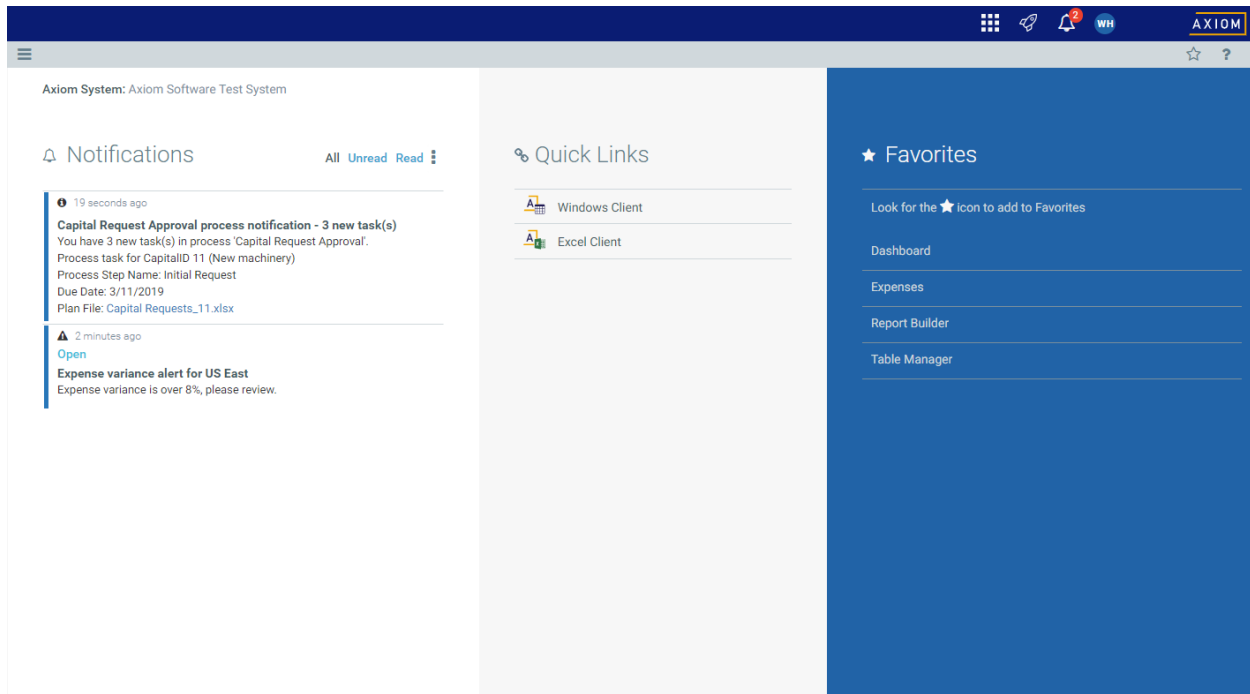 2
WH
AXIOM
?
Axiom System: Axiom Software Test System
Notifications
All Unread Read
19 seconds ago
Capital Request Approval process notification - 3 new task(s)
You have 3 new task(s) in process 'Capital Request Approval'.
Process task for CapitalID 11 (New machinery)
Process Step Name: Initial Request
Due Date: 3/11/2019
Plan File: Capital Requests_11.xlsx
2 minutes ago
Open
Expense variance alert for US East
Expense variance is over 8%, please review.
Quick Links
Windows Client
Excel Client
Favorites
Look for the icon to add to Favorites
Dashboard
Expenses
Report Builder
Table Manager